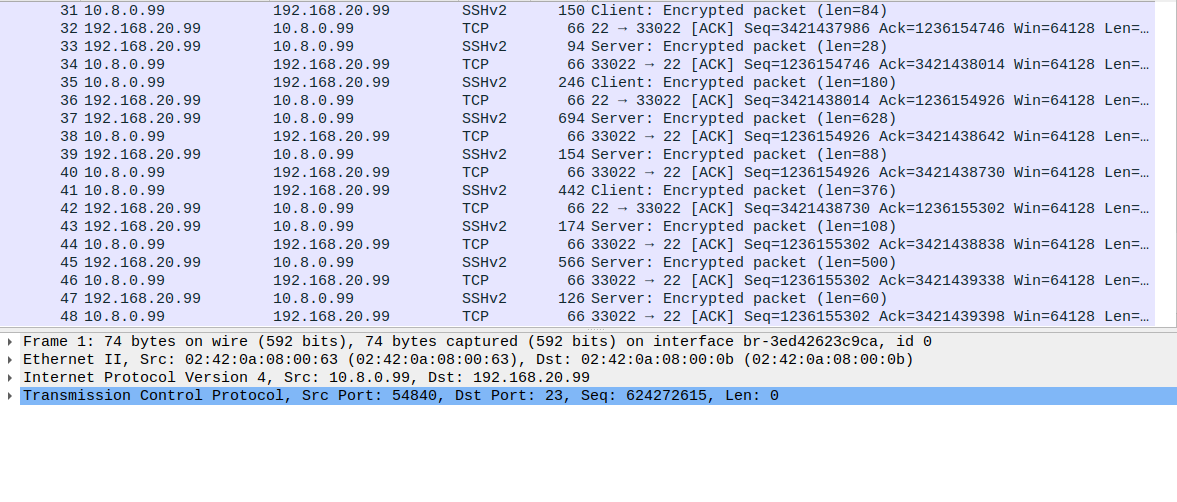 31 10.8.0.99 192.168.20.99 SSHv2 150 Client: Encrypted packet (len=84)
32 192.168.20.99 10.8.0.99 TCP 66 22 → 33022 [ACK] Seq=3421437986 Ack=1236154746 Win=64128 Len=…
33 192.168.20.99 10.8.0.99 SSHv2 94 Server: Encrypted packet (len=28)
34 10.8.0.99 192.168.20.99 TCP 66 33022 → 22 [ACK] Seq=1236154746 Ack=3421438014 Win=64128 Len=…
35 10.8.0.99 192.168.20.99 SSHv2 246 Client: Encrypted packet (len=180)
36 192.168.20.99 10.8.0.99 TCP 66 22 → 33022 [ACK] Seq=3421438014 Ack=1236154926 Win=64128 Len=…
37 192.168.20.99 10.8.0.99 SSHv2 694 Server: Encrypted packet (len=628)
38 10.8.0.99 192.168.20.99 TCP 66 33022 → 22 [ACK] Seq=1236154926 Ack=3421438642 Win=64128 Len=…
39 192.168.20.99 10.8.0.99 SSHv2 154 Server: Encrypted packet (len=88)
40 10.8.0.99 192.168.20.99 TCP 66 33022 → 22 [ACK] Seq=1236154926 Ack=3421438730 Win=64128 Len=…
41 10.8.0.99 192.168.20.99 SSHv2 442 Client: Encrypted packet (len=376)
42 192.168.20.99 10.8.0.99 TCP 66 22 → 33022 [ACK] Seq=3421438730 Ack=1236155302 Win=64128 Len=…
43 192.168.20.99 10.8.0.99 SSHv2 174 Server: Encrypted packet (len=108)
44 10.8.0.99 192.168.20.99 TCP 66 33022 → 22 [ACK] Seq=1236155302 Ack=3421438838 Win=64128 Len=…
45 192.168.20.99 10.8.0.99 SSHv2 566 Server: Encrypted packet (len=500)
46 10.8.0.99 192.168.20.99 TCP 66 33022 → 22 [ACK] Seq=1236155302 Ack=3421439338 Win=64128 Len=…
47 192.168.20.99 10.8.0.99 SSHv2 126 Server: Encrypted packet (len=60)
48 10.8.0.99 192.168.20.99 TCP 66 33022 → 22 [ACK] Seq=1236155302 Ack=3421439398 Win=64128 Len=…
Frame 1: 74 bytes on wire (592 bits), 74 bytes captured (592 bits) on interface br-3ed42623c9ca, id 0
Ethernet II, Src: 02:42:0a:08:00:63 (02:42:0a:08:00:63), Dst: 02:42:0a:08:00:0b (02:42:0a:08:00:0b)
Internet Protocol Version 4, Src: 10.8.0.99, Dst: 192.168.20.99
Transmission Control Protocol, Src Port: 54840, Dst Port: 23, Seq: 624272615, Len: 0